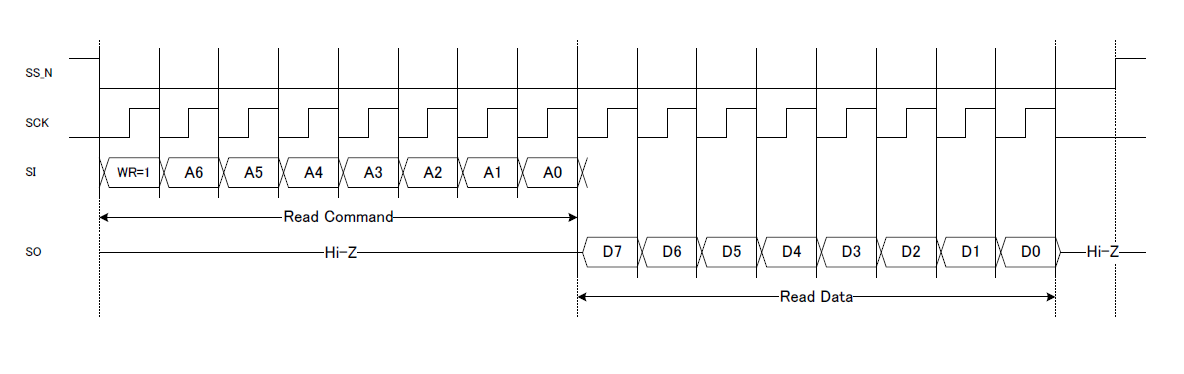 SS_N
SCK
SI WR=1 A6 A5 A4 A3 A2 A1 A0
Read Command
SO Hi-Z D7 D6 D5 D4 D3 D2 D1 D0 Hi-Z
Read Data